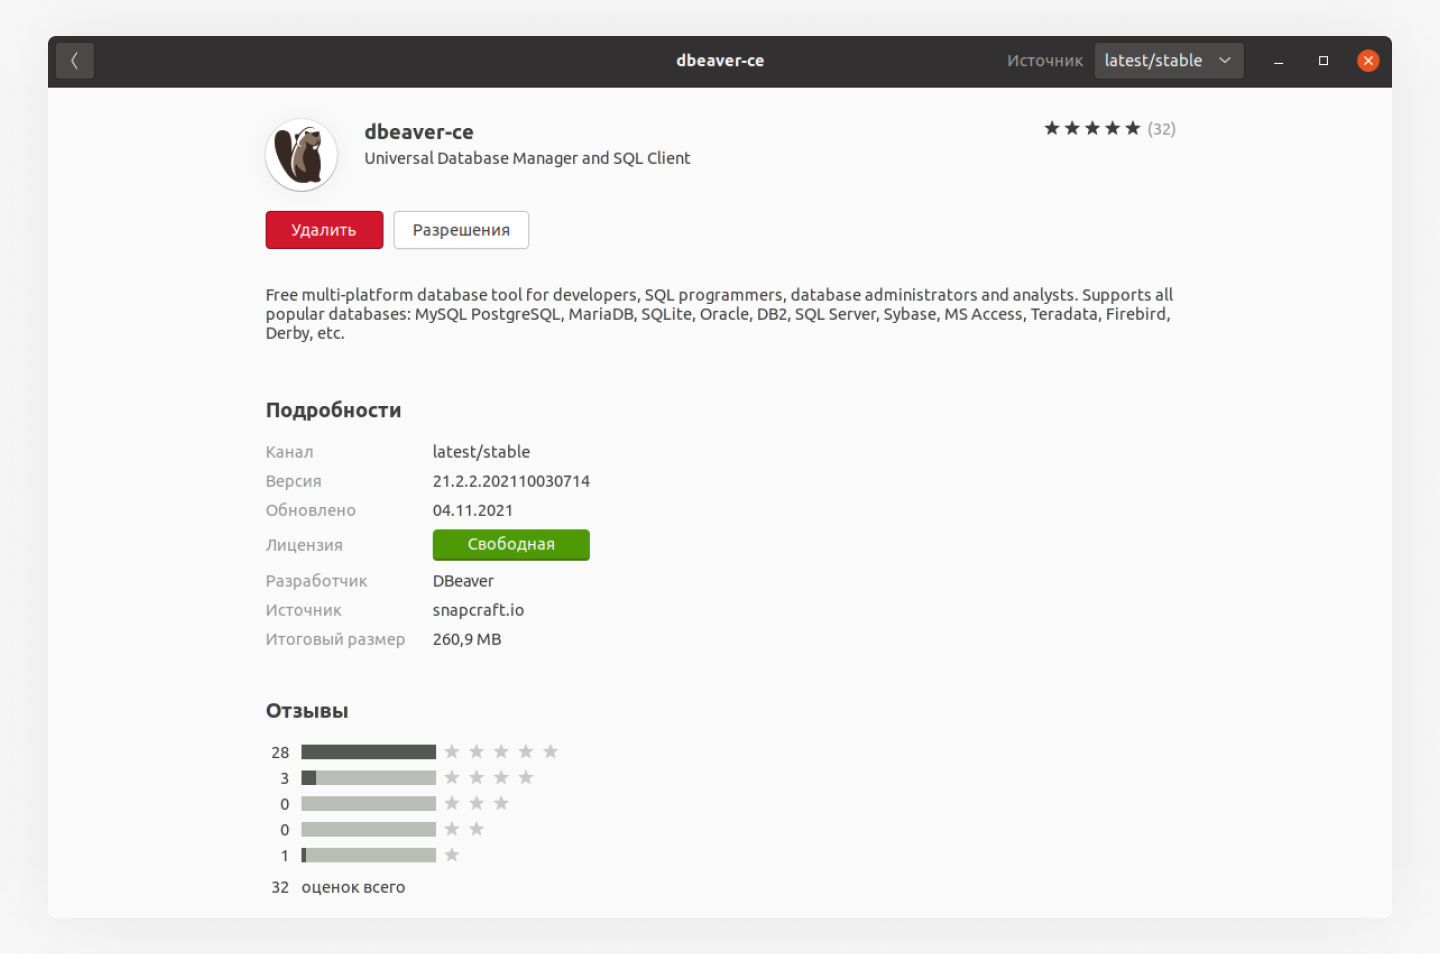 dbeaver-ce
Источник latest/stable
dbeaver-ce
(32)
Universal Database Manager and SQL Client
Удалить Разрешения
Free multi-platform database tool for developers, SQL programmers, database administrators and analysts. Supports all
popular databases: MySQL PostgreSQL, MariaDB, SQLite, Oracle, DB2, SQL Server, Sybase, MS Access, Teradata, Firebird,
Derby, etc.
Подробности
Канал latest/stable
Версия 21.2.2.202110030714
Обновлено 04.11.2021
Лицензия Свободная
Разработчик DBeaver
Источник snapcraft.io
Итоговый размер 260,9 MB
Отзывы
28
3
0
0
1
32 оценок всего